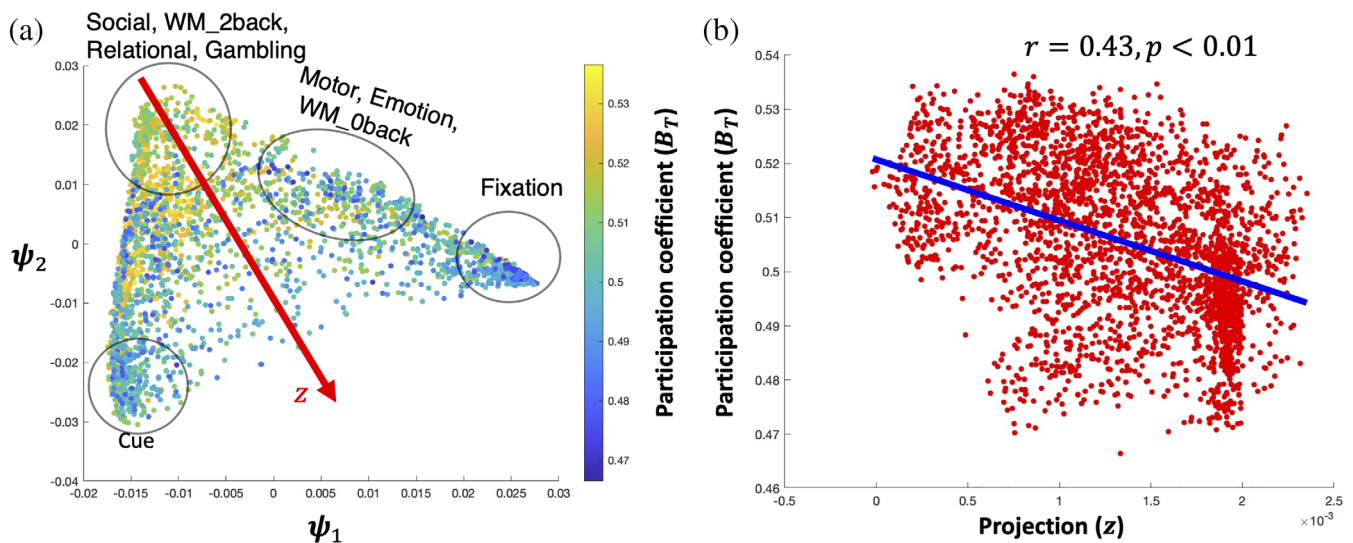 (a)
Social, WM_2back,
Relational, Gambling
Motor, Emotion,
WM_0back
Fixation
Cue
z
0.03
0.02
0.01
0
-0.01
-0.02
-0.03
-0.04
ψ2
-0.02
-0.015
-0.01
-0.005
0
0.005
0.01
0.015
0.02
0.025
0.03
ψ1
0.53
0.52
0.51
0.5
0.49
0.48
0.47
Participation coefficient (B_T)
(b)
r = 0.43, p < 0.01
0.54
0.53
0.52
0.51
0.5
0.49
0.48
0.47
0.46
Participation coefficient (B_T)
-0.5
0
0.5
1
1.5
2
2.5
×10⁻³
Projection (z)